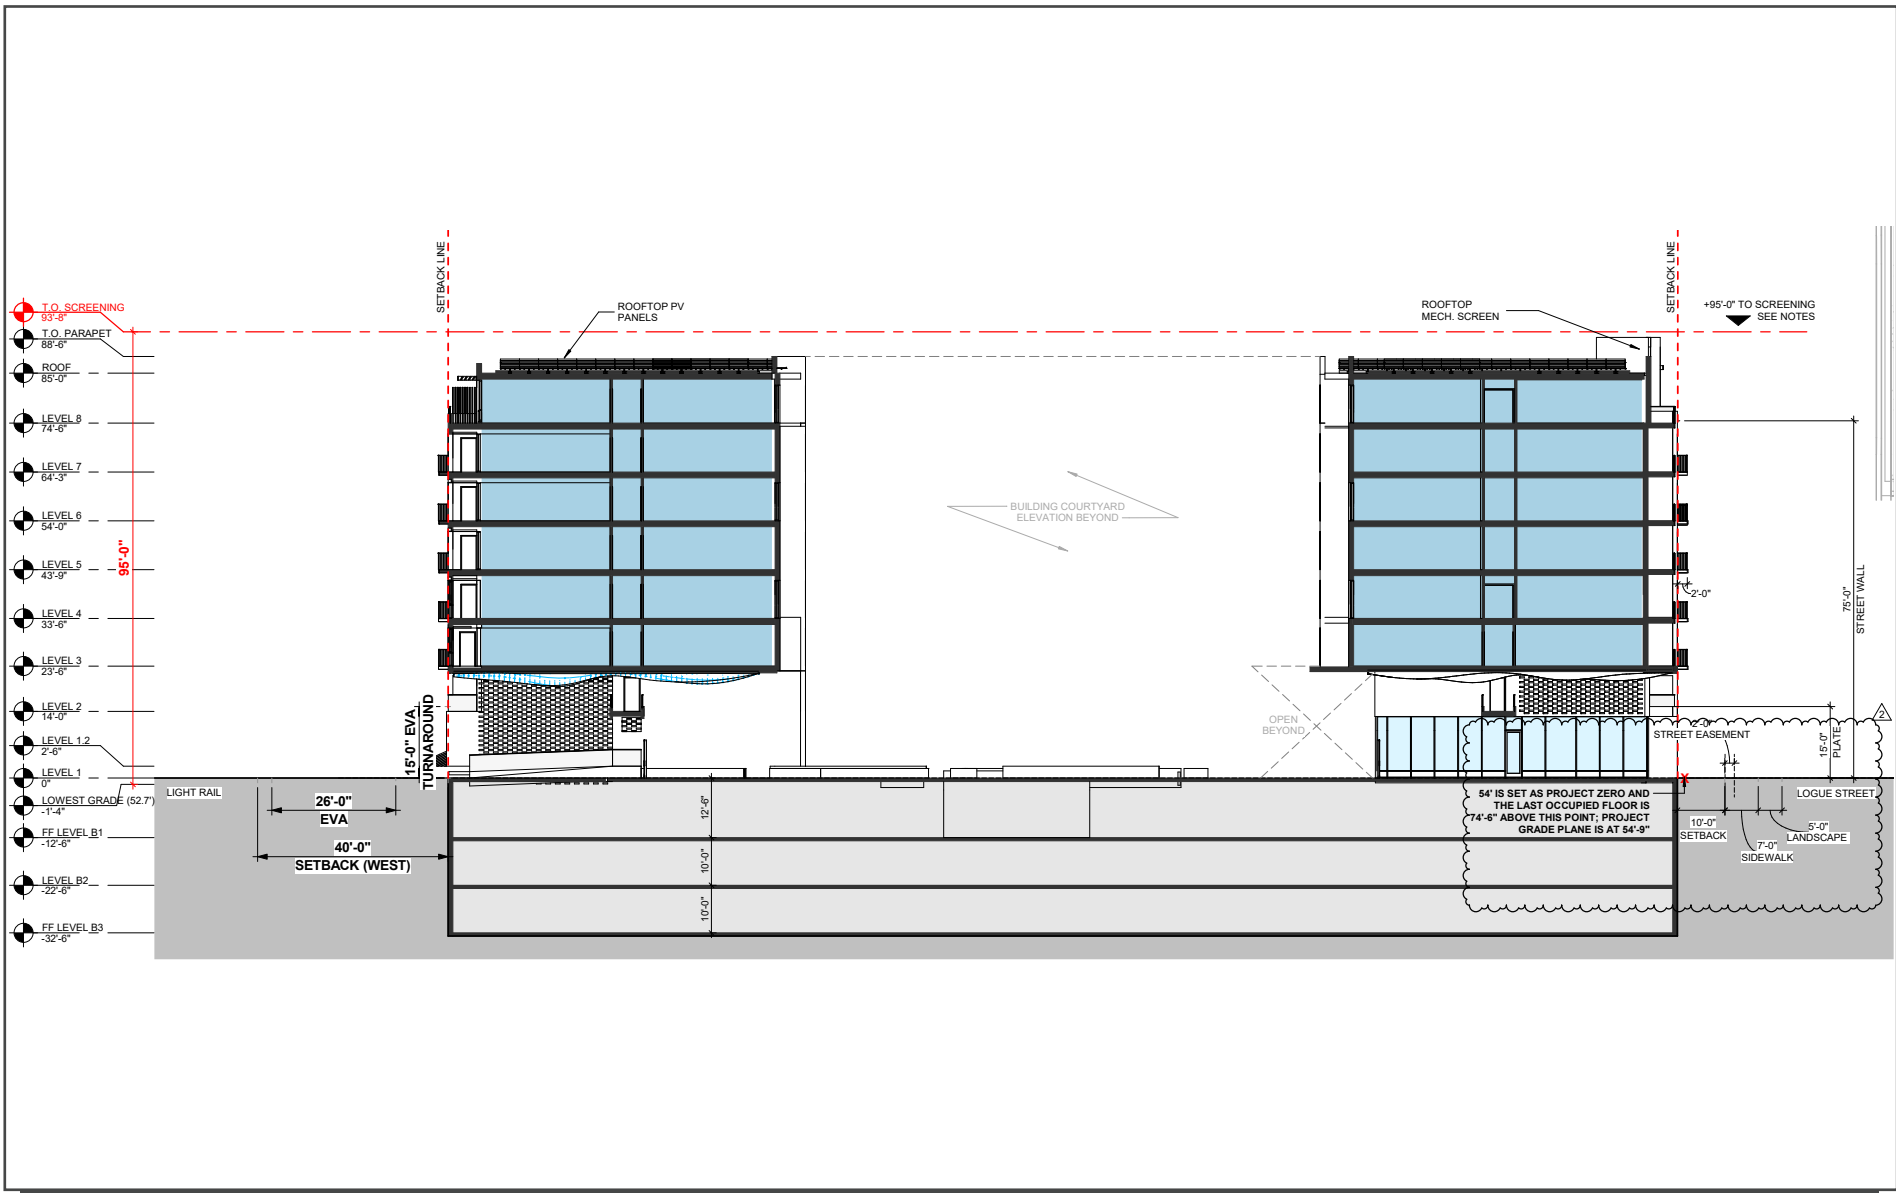 SETBACK LINE
SETBACK LINE
T.O. SCREENING
93'-8"
T.O. PARAPET
88'-6"
ROOF
85'-0"
LEVEL 8
74'-6"
LEVEL 7
64'-3"
LEVEL 6
54'-0"
LEVEL 5
43'-9"
LEVEL 4
33'-6"
LEVEL 3
23'-6"
LEVEL 2
14'-0"
LEVEL 1.2
2'-6"
LEVEL 1
0"
LOWEST GRADE (52.7')
-1'-4"
FF LEVEL B1
-12'-6"
LEVEL B2
-22'-6"
FF LEVEL B3
-32'-6"
95'-0"
ROOFTOP PV
PANELS
ROOFTOP
MECH. SCREEN
+95'-0" TO SCREENING
SEE NOTES
BUILDING COURTYARD
ELEVATION BEYOND
2'-0"
75'-0"
STREET WALL
15'-0" EVA
TURNAROUND
OPEN
BEYOND
2
2'-0"
STREET EASEMENT
15'-0"
PLATE
LIGHT RAIL
26'-0"
EVA
40'-0"
SETBACK (WEST)
12'-6"
10'-0"
10'-0"
54' IS SET AS PROJECT ZERO AND
THE LAST OCCUPIED FLOOR IS
74'-6" ABOVE THIS POINT; PROJECT
GRADE PLANE IS AT 54'-9"
LOGUE STREET
10'-0"
SETBACK
7'-0"
SIDEWALK
5'-0"
LANDSCAPE